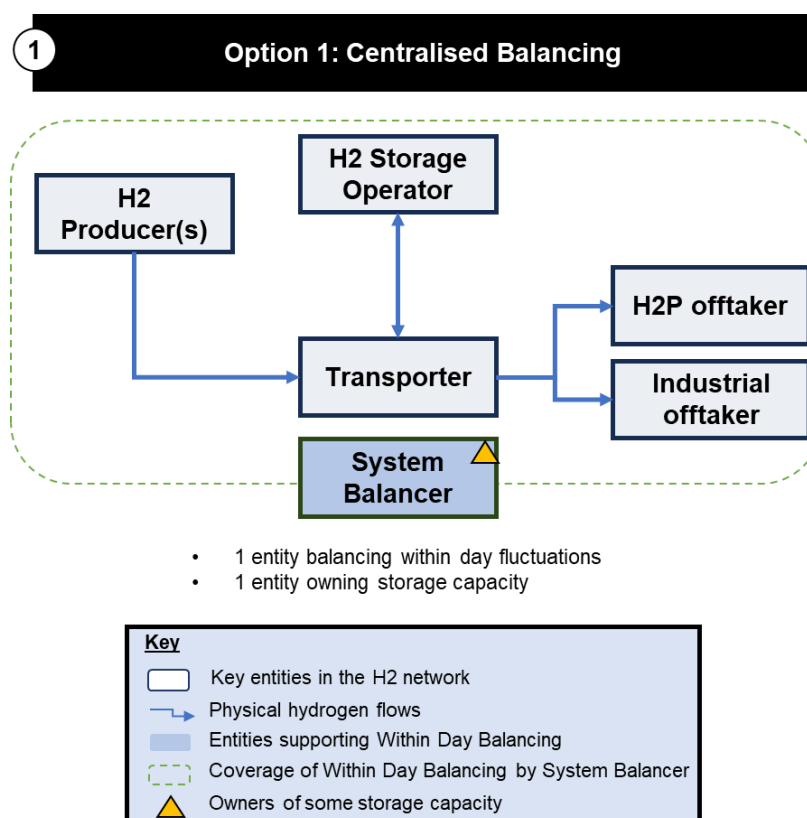 1
Option 1: Centralised Balancing
H2 Storage
Operator
H2
Producer(s)
H2P offtaker
Transporter
Industrial
offtaker
System
Balancer
• 1 entity balancing within day fluctuations
• 1 entity owning storage capacity
Key
Key entities in the H2 network
Physical hydrogen flows
Entities supporting Within Day Balancing
Coverage of Within Day Balancing by System Balancer
Owners of some storage capacity